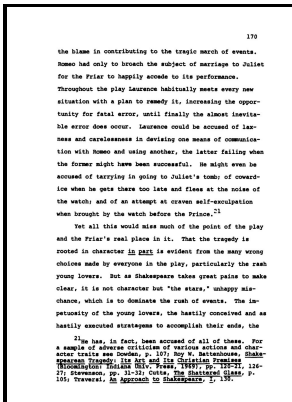 170
the blame in contributing to the tragic march of events.
Romeo had only to broach the subject of marriage to Juliet
for the Friar to happily accede to its performance.
Throughout the play Laurence habitually meets every new
situation with a plan to remedy it, increasing the oppor-
tunity for fatal error, until finally the almost inevita-
ble error does occur. Laurence could be accused of lax-
ness and carelessness in devising one means of communica-
tion with Romeo and using another, the latter failing when
the former might have been successful. He might even be
accused of tarrying in going to Juliet's tomb; of coward-
ice when he gets there too late and flees at the noise of
the watch; and of an attempt at craven self-exculpation
when brought by the watch before the Prince.21
Yet all this would miss much of the point of the play
and the Friar's real place in it. That the tragedy is
rooted in character in part is evident from the many wrong
choices made by everyone in the play, particularly the rash
young lovers. But as Shakespeare takes great pains to make
clear, it is not character but "the stars," unhappy mis-
chance, which is to dominate the rush of events. The im-
petuosity of the young lovers, the hastily conceived and as
hastily executed stratagems to accomplish their ends, the
21He has, in fact, been accused of all of these. For
a sample of adverse criticism of various actions and char-
acter traits see Dowden, p. 107; Roy W. Battenhouse, Shake-
spearean Tragedy: Its Art and Its Christian Premises
(Bloomington: Indiana Univ. Press, 1969), pp. 120-21, 126-
27; Stevenson, pp. 31-32; Cutts, The Shattered Glass, p.
105; Traversi, An Approach to Shakespeare, I, 130.